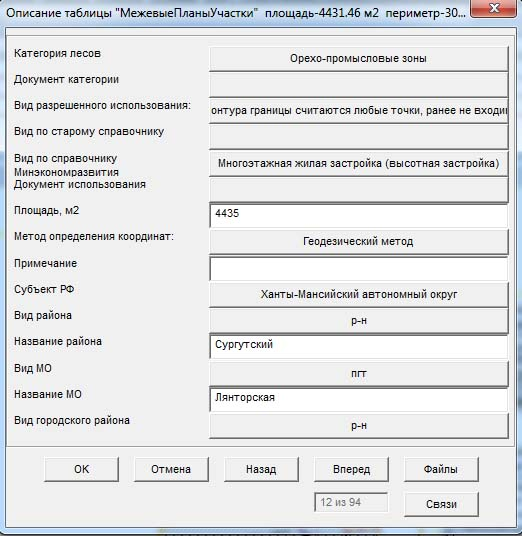 Описание таблицы "МежевыеПланыУчастки" площадь-4431.46 м2 периметр-30...
Категория лесов
Орехо-промысловые зоны
Документ категории
Вид разрешенного использования:
онтура границы считаются любые точки, ранее не входи
Вид по старому справочнику
Вид по справочнику
Минэкономразвития
Многоэтажная жилая застройка (высотная застройка)
Документ использования
Площадь, м2
4435
Метод определения координат:
Геодезический метод
Примечание
Субъект РФ
Ханты-Мансийский автономный округ
Вид района
р-н
Название района
Сургутский
Вид МО
пгт
Название МО
Лянторская
Вид городского района
р-н
OK Отмена Назад Вперед Файлы
12 из 94 Связи